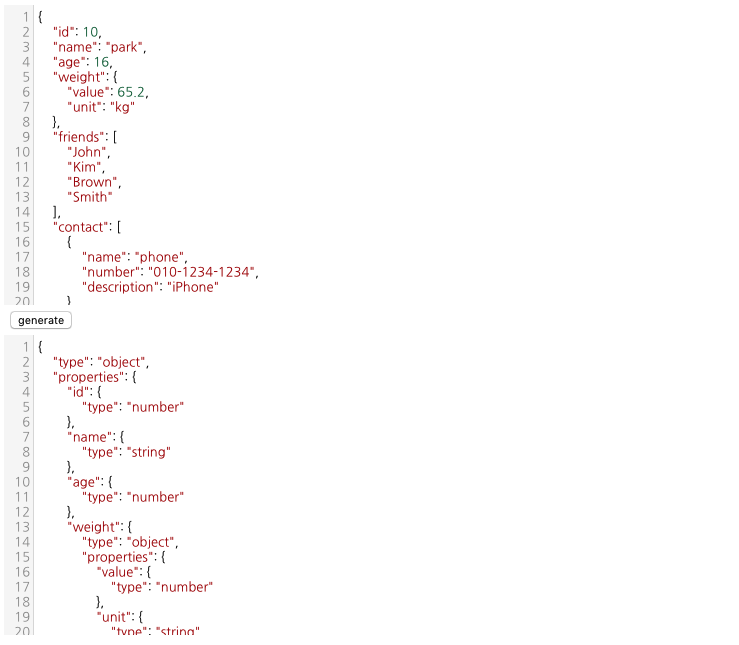 1 {
2 "id": 10,
3 "name": "park",
4 "age": 16,
5 "weight": {
6 "value": 65.2,
7 "unit": "kg"
8 },
9 "friends": [
10 "John",
11 "Kim",
12 "Brown",
13 "Smith"
14 ],
15 "contact": [
16 {
17 "name": "phone",
18 "number": "010-1234-1234",
19 "description": "iPhone"
20 }
generate
1 {
2 "type": "object",
3 "properties": {
4 "id": {
5 "type": "number"
6 },
7 "name": {
8 "type": "string"
9 },
10 "age": {
11 "type": "number"
12 },
13 "weight": {
14 "type": "object",
15 "properties": {
16 "value": {
17 "type": "number"
18 },
19 "unit": {
20 "type": "string"